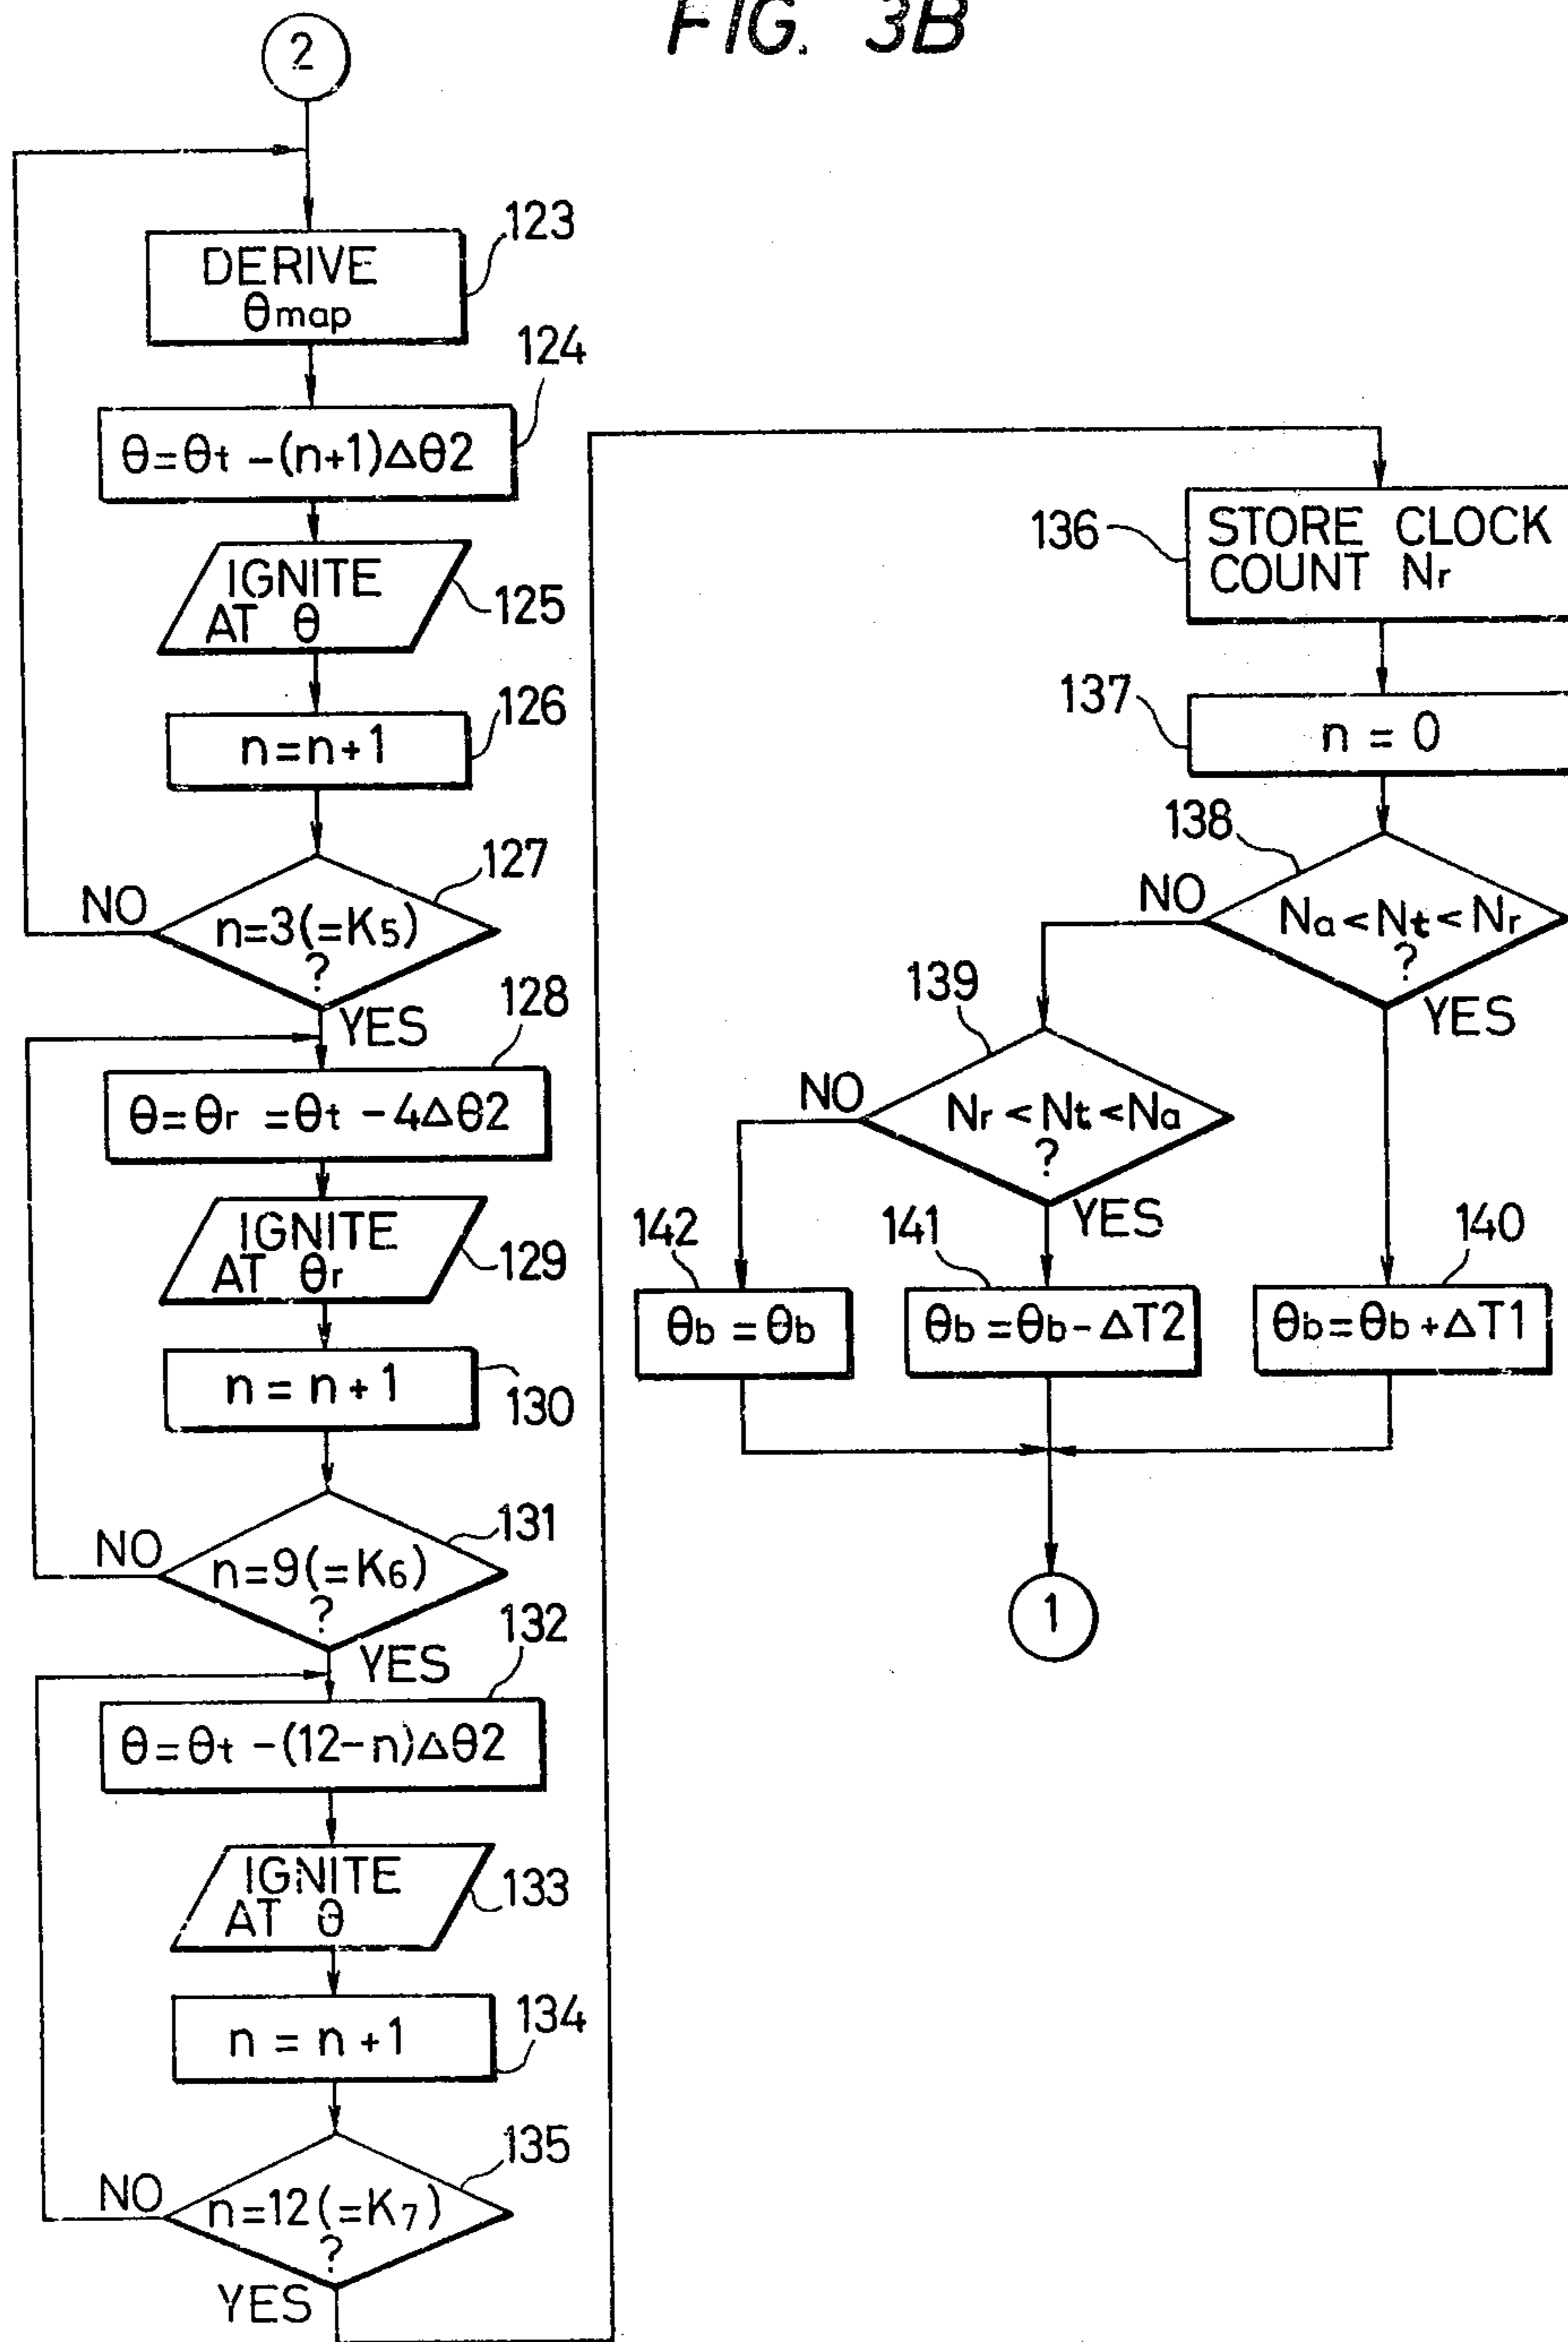 FIG. 3B
2
123
DERIVE
θmap
124
θ=θt -(n+1)Δθ2
IGNITE
AT θ
125
126
n=n+1
127
NO
n=3(=K5)
?
YES
128
θ=θr =θt -4Δθ2
IGNITE
AT θr
129
n = n+1
130
131
NO
n=9(=K6)
?
YES
132
θ=θt -(12-n)Δθ2
IGNITE
AT θ
133
n = n +1
134
135
NO
n=12(=K7)
?
YES
136
STORE CLOCK
COUNT Nr
137
n = 0
138
NO
Na<Nt<Nr
?
YES
139
NO
Nr<Nt<Na
?
YES
142
141
140
θb = θb
θb=θb-ΔT2
θb=θb+ΔT1
1